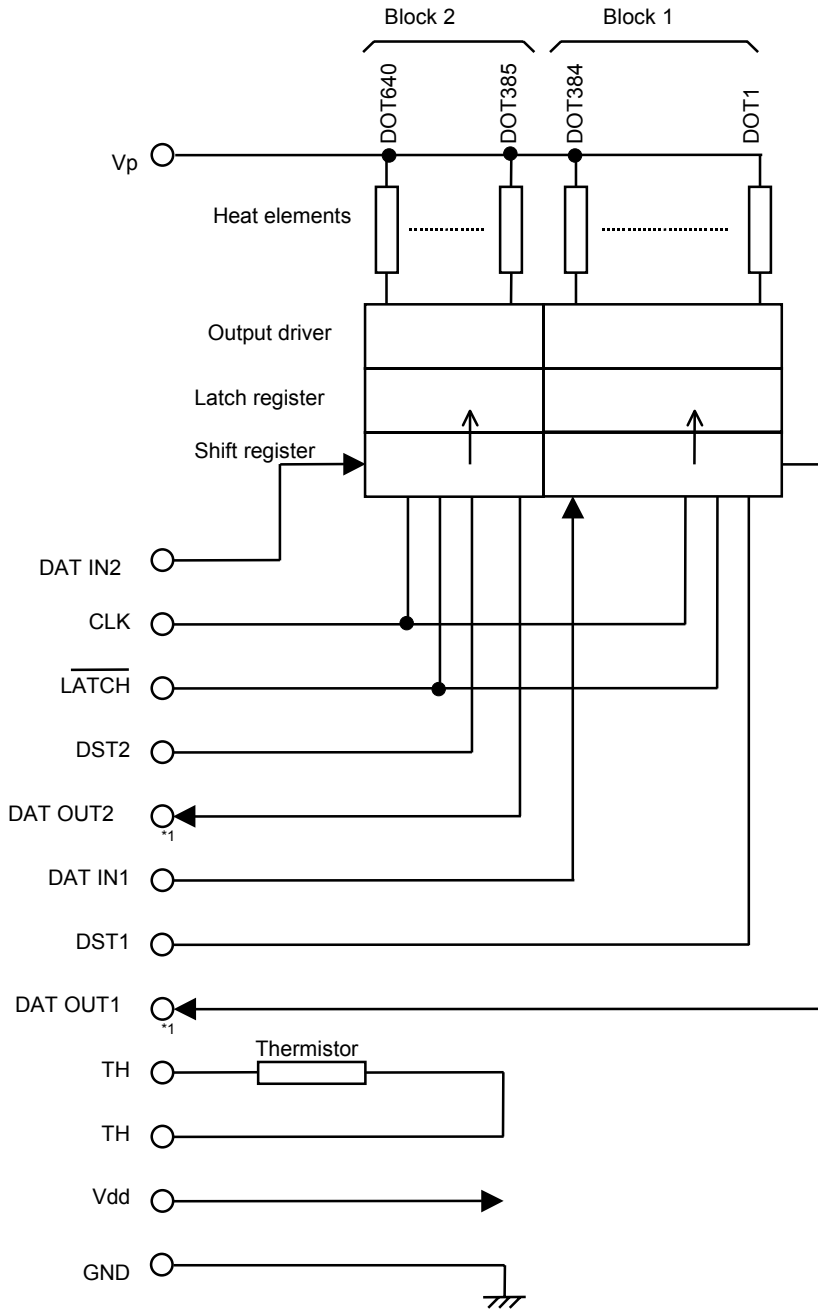 Block 2 Block 1
DOT640 DOT385 DOT384 DOT1
Vp
Heat elements
Output driver
Latch register
Shift register
DAT IN2
CLK
LATCH
DST2
DAT OUT2
*1
DAT IN1
DST1
DAT OUT1
*1
Thermistor
TH
TH
Vdd
GND